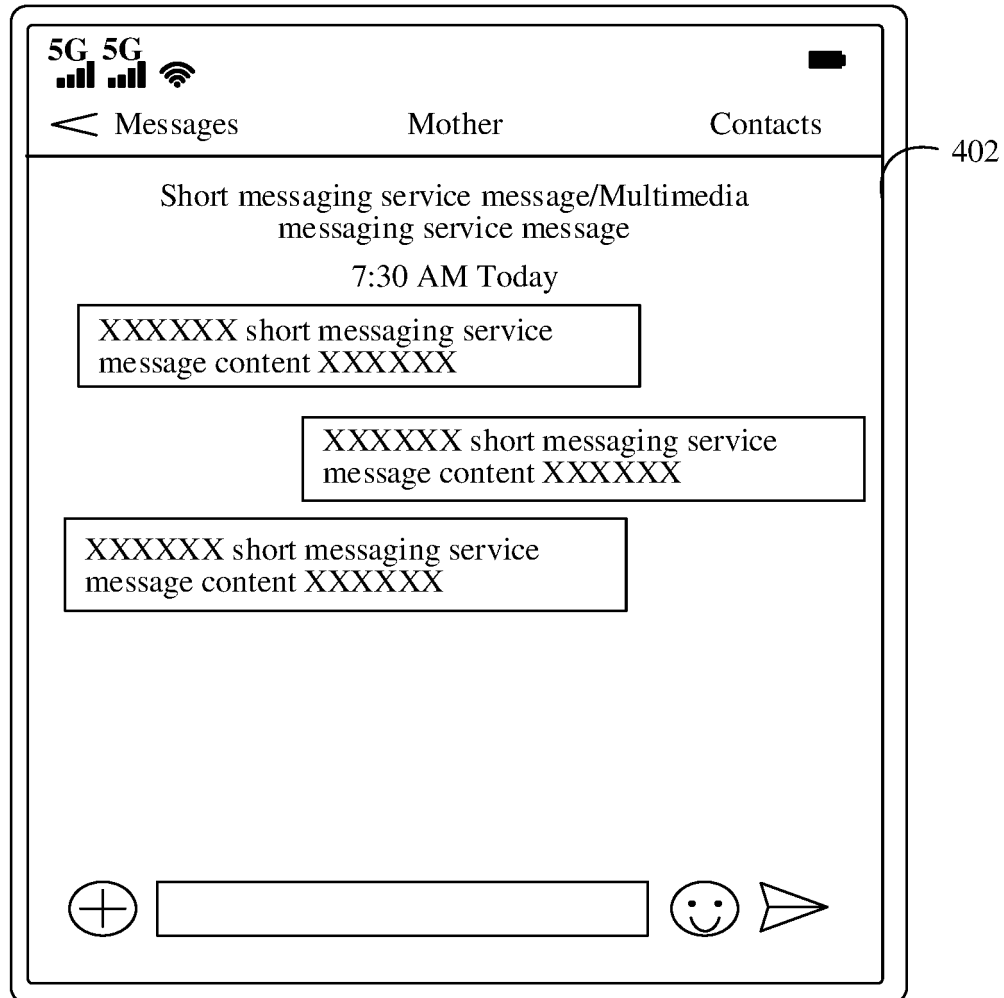 5G 5G
Messages Mother Contacts
402
Short messaging service message/Multimedia
messaging service message
7:30 AM Today
XXXXXX short messaging service
message content XXXXXX
XXXXXX short messaging service
message content XXXXXX
XXXXXX short messaging service
message content XXXXXX